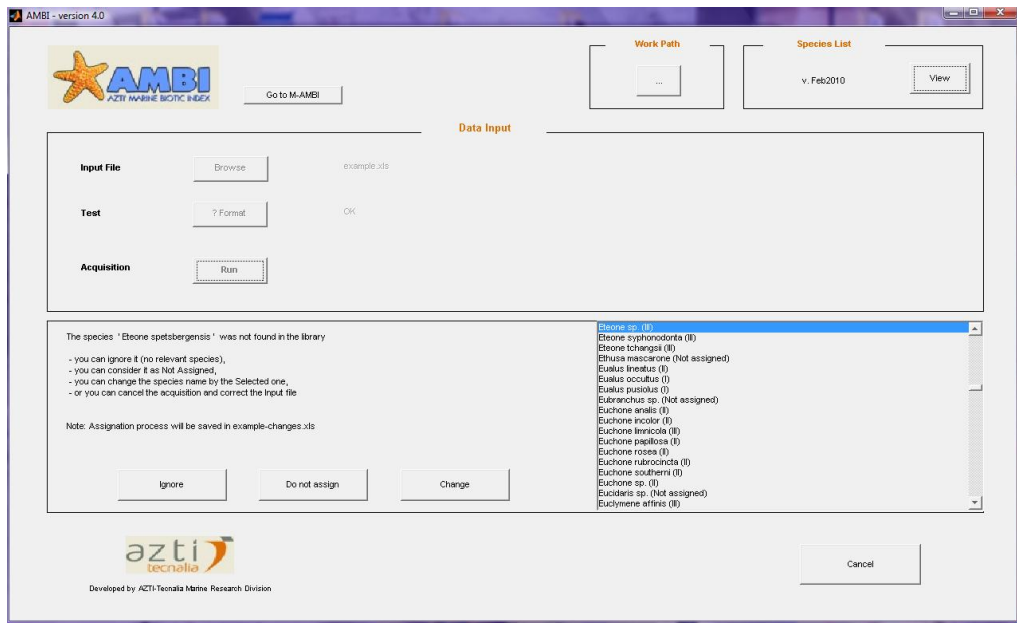 AMBI - version 4.0
AMBI
AZTI MARINE BIOTIC INDEX
Go to M-AMBI
Work Path
...
Species List
v. Feb2010
View
Data Input
Input File
Browse
example.xls
Test
? Format
OK
Acquisition
Run
The species ' Eteone spetsbergensis ' was not found in the library
- you can ignore it (no relevant species),
- you can consider it as Not Assigned,
- you can change the species name by the Selected one,
- or you can cancel the acquisition and correct the Input file
Note: Assignation process will be saved in example-changes.xls
Ignore
Do not assign
Change
Eteone sp. (III)
Eteone syphonodonta (III)
Eteone tchangsii (III)
Ethusa mascarone (Not assigned)
Eualus lineatus (II)
Eualus occultus (I)
Eualus pusiolus (I)
Eubranchus sp. (Not assigned)
Euchone analis (II)
Euchone incolor (II)
Euchone limnicola (III)
Euchone papillosa (II)
Euchone rosea (II)
Euchone rubrocincta (II)
Euchone southerni (II)
Euchone sp. (II)
Eucidaris sp. (Not assigned)
Euclymene affinis (III)
azti
tecnalia
Developed by AZTI-Tecnalia Marine Research Division
Cancel